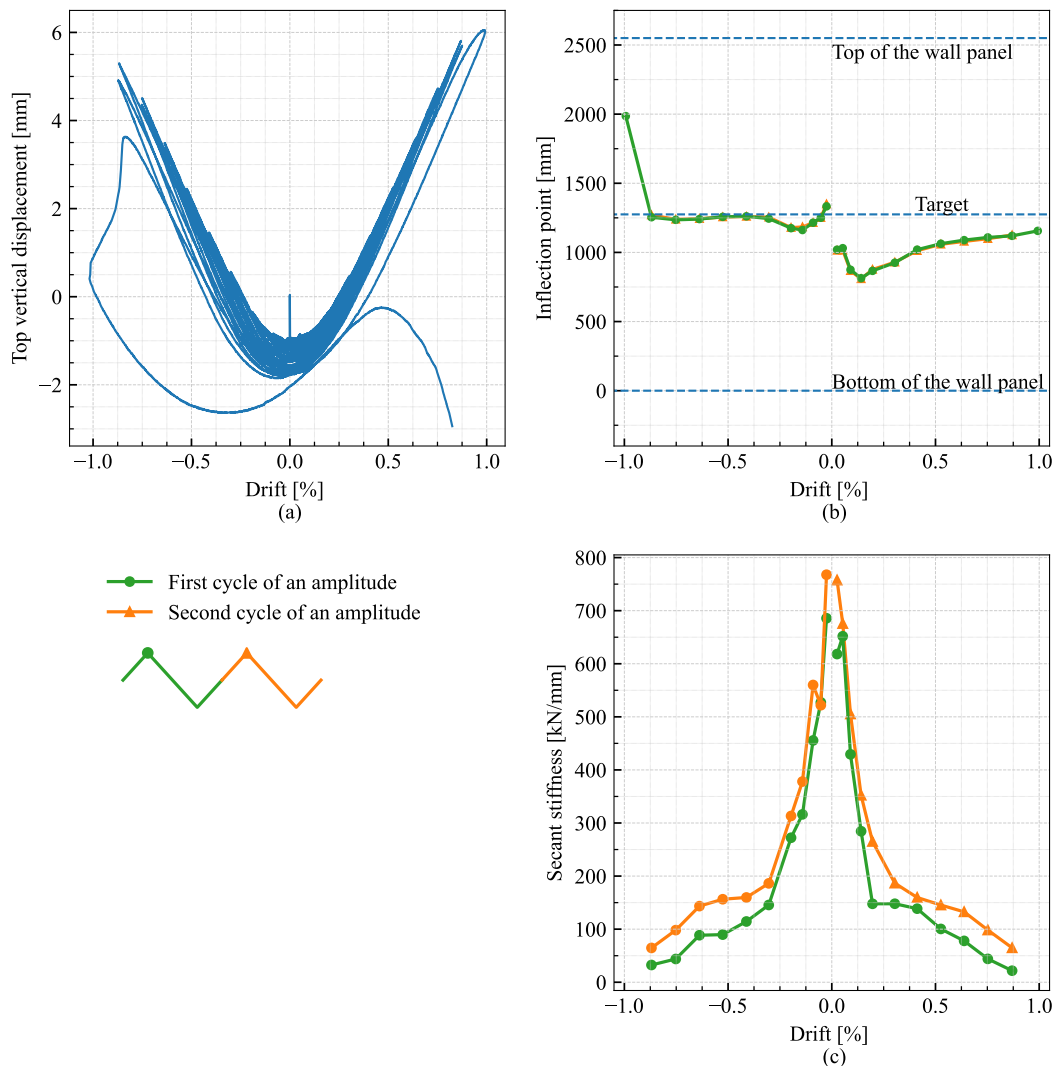 6
4
2
0
−2
−1.0
−0.5
0.0
0.5
1.0
Top vertical displacement [mm]
Drift [%]
(a)
2500
2000
1500
1000
500
0
−1.0
−0.5
0.0
0.5
1.0
Inflection point [mm]
Top of the wall panel
Target
Bottom of the wall panel
Drift [%]
(b)
First cycle of an amplitude
Second cycle of an amplitude
800
700
600
500
400
300
200
100
0
−1.0
−0.5
0.0
0.5
1.0
Secant stiffness [kN/mm]
Drift [%]
(c)